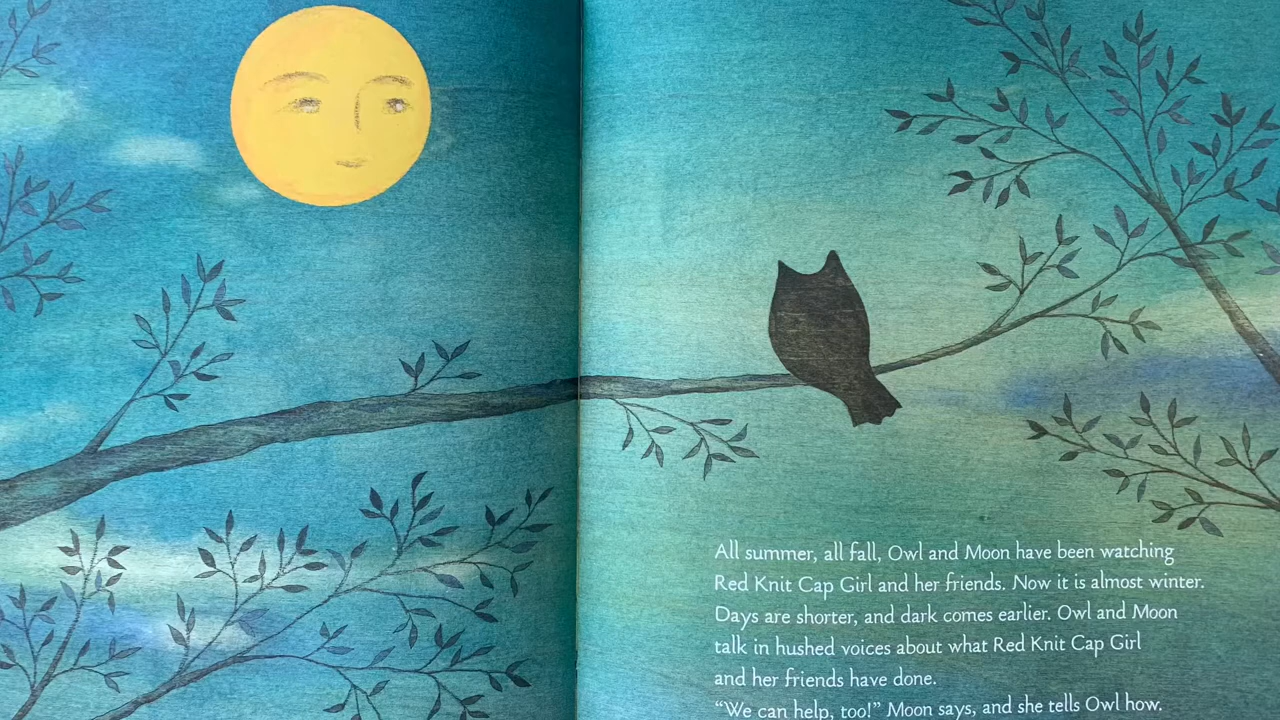 All summer, all fall, Owl and Moon have been watching
Red Knit Cap Girl and her friends. Now it is almost winter.
Days are shorter, and dark comes earlier. Owl and Moon
talk in hushed voices about what Red Knit Cap Girl
and her friends have done.
“We can help, too!” Moon says, and she tells Owl how.